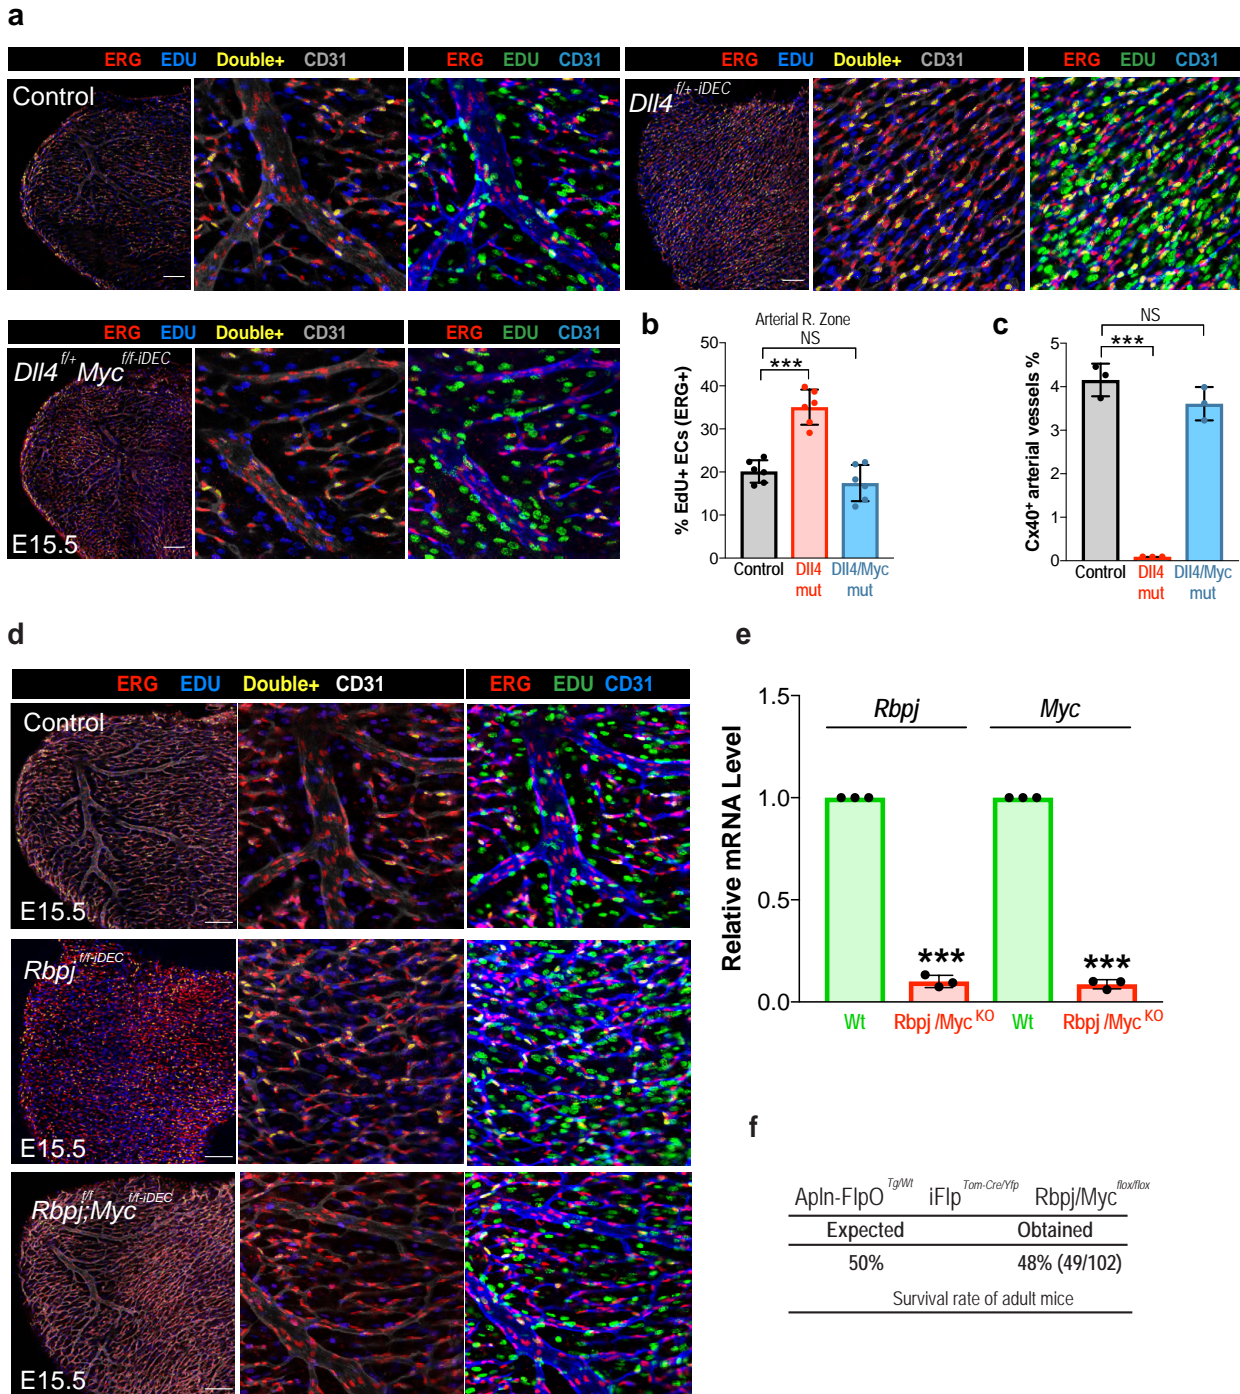 a
ERG EDU Double+ CD31 ERG EDU CD31 ERG EDU Double+ CD31 ERG EDU CD31
Control
Dll4 f/+-iDEC
ERG EDU Double+ CD31 ERG EDU CD31
Dll4 f/+ Myc f/f-iDEC
E15.5
b
Arterial R. Zone
NS
***
% EdU+ ECs (ERG+)
50
40
30
20
10
0
Control
Dll4 mut
Dll4/Myc mut
c
NS
***
Cx40+ arterial vessels %
5
4
3
2
1
0
Control
Dll4 mut
Dll4/Myc mut
d
ERG EDU Double+ CD31 ERG EDU CD31
Control
E15.5
Rbpj f/f-iDEC
E15.5
Rbpj f/f ;Myc f/f-iDEC
E15.5
e
Relative mRNA Level
1.5
1.0
0.5
0.0
Rbpj Myc
*** ***
Wt Rbpj /Myc KO Wt Rbpj /Myc KO
f
Apln-FlpO Tg/Wt iFlp Tom-Cre/Yfp Rbpj/Myc flox/flox
Expected Obtained
50% 48% (49/102)
Survival rate of adult mice